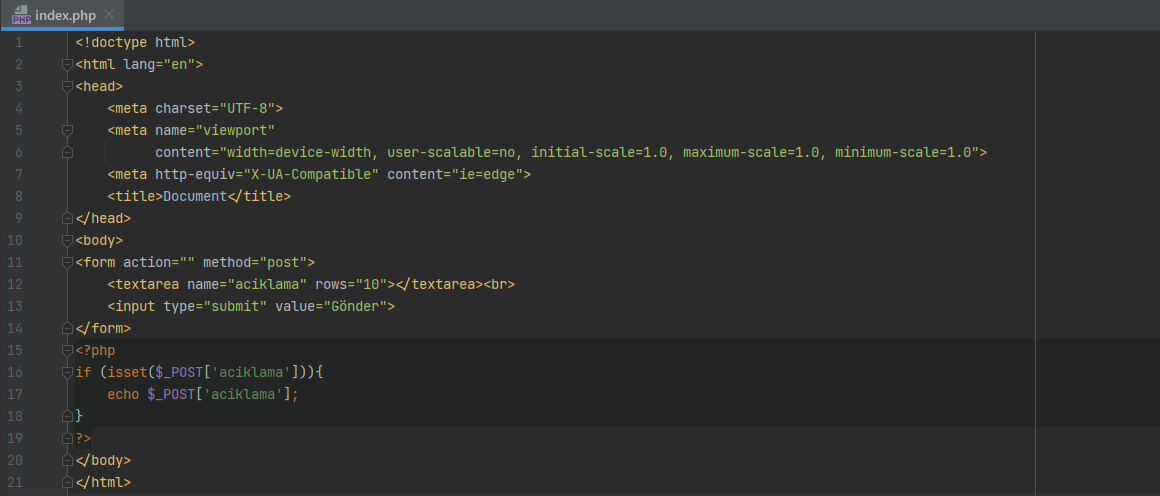 PHP index.php
1 <!doctype html>
2 <html lang="en">
3 <head>
4     <meta charset="UTF-8">
5     <meta name="viewport"
6           content="width=device-width, user-scalable=no, initial-scale=1.0, maximum-scale=1.0, minimum-scale=1.0">
7     <meta http-equiv="X-UA-Compatible" content="ie=edge">
8     <title>Document</title>
9 </head>
10 <body>
11 <form action="" method="post">
12     <textarea name="aciklama" rows="10"></textarea><br>
13     <input type="submit" value="Gönder">
14 </form>
15 <?php
16 if (isset($_POST['aciklama'])){
17     echo $_POST['aciklama'];
18 }
19 ?>
20 </body>
21 </html>